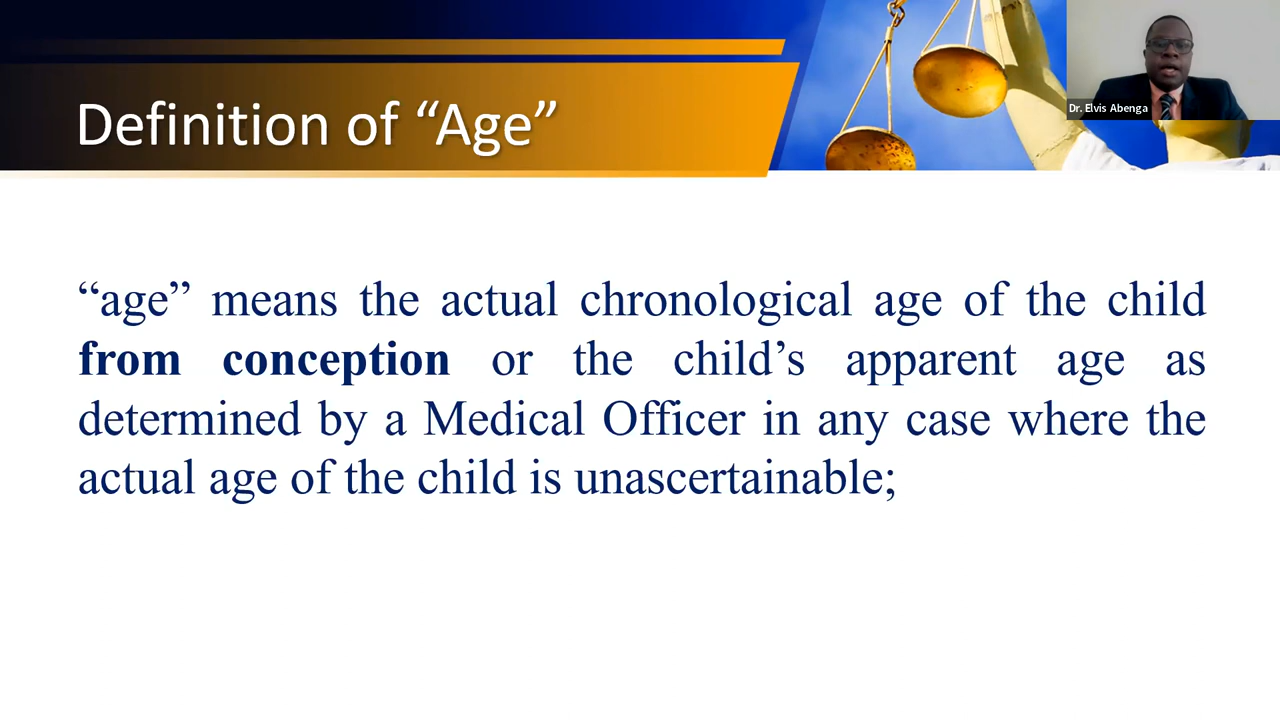 Definition of “Age”
Dr. Elvis Abenga
“age” means the actual chronological age of the child
from conception or the child’s apparent age as
determined by a Medical Officer in any case where the
actual age of the child is unascertainable;